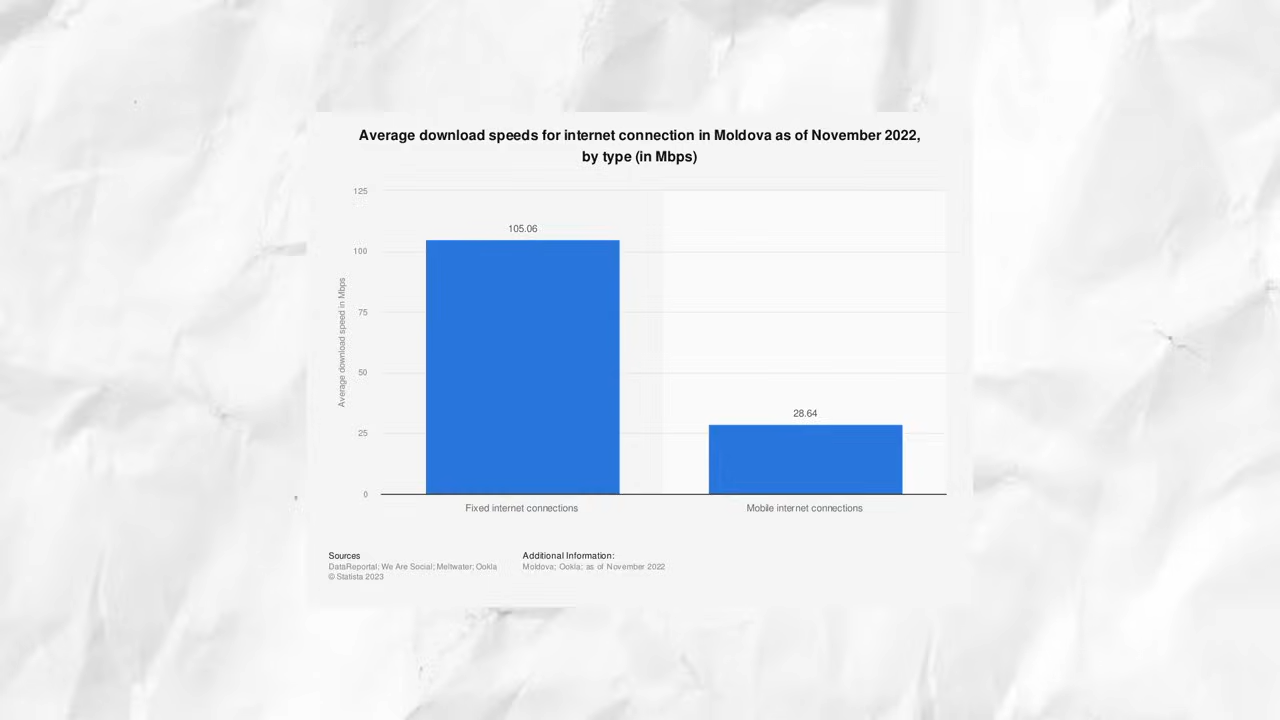 Average download speeds for internet connection in Moldova as of November 2022,
by type (in Mbps)
Average download speed in Mbps
125
100
75
50
25
0
105.06
28.64
Fixed internet connections
Mobile internet connections
Sources
DataReportal; We Are Social; Meltwater; Ookla
© Statista 2023
Additional Information:
Moldova; Ookla; as of November 2022